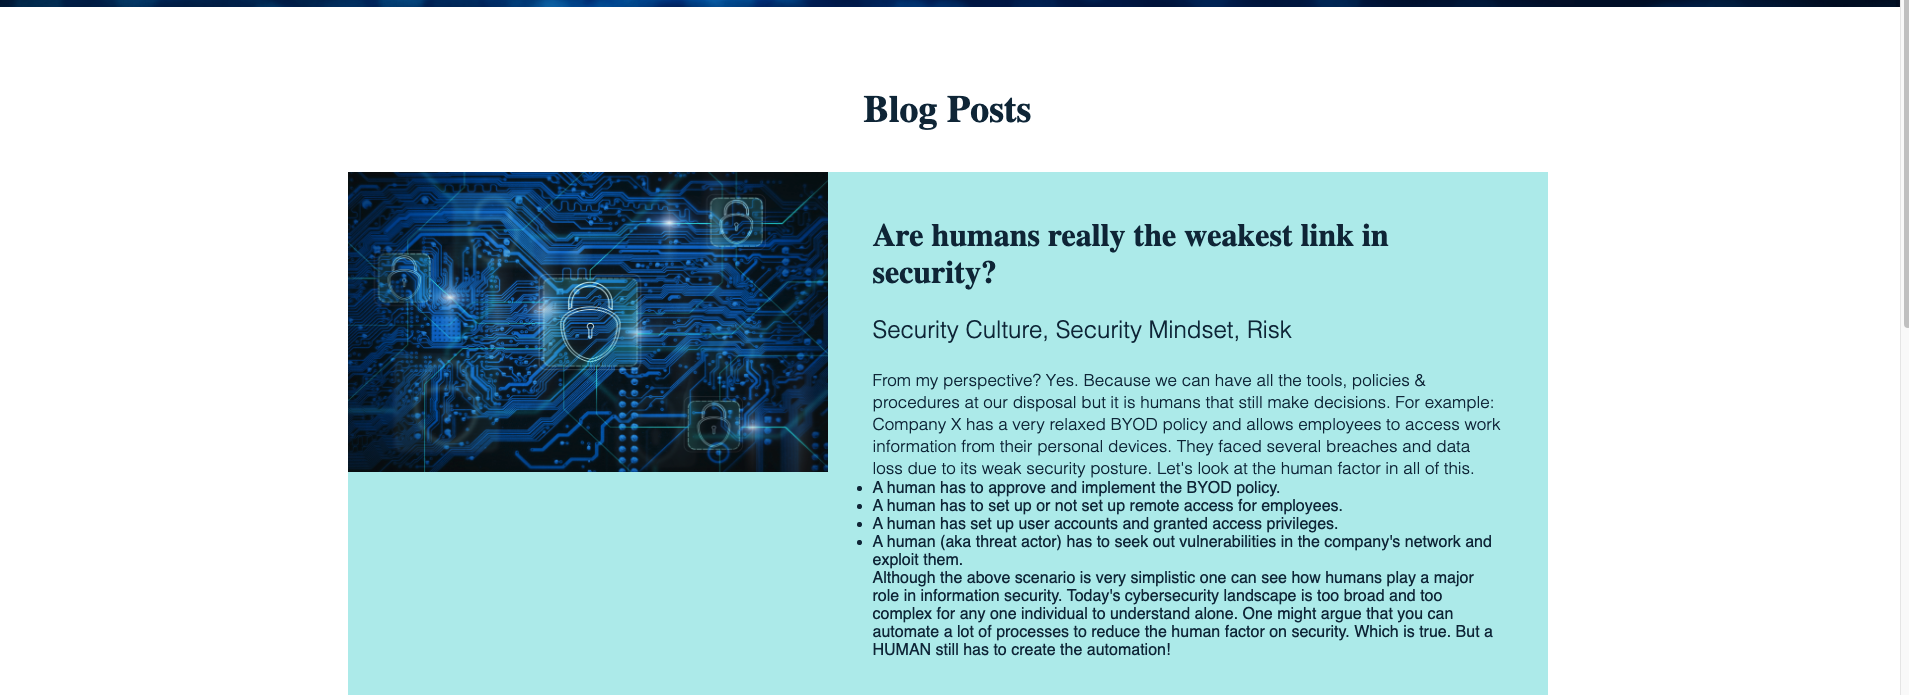 Blog Posts
Are humans really the weakest link in
security?
Security Culture, Security Mindset, Risk
From my perspective? Yes. Because we can have all the tools, policies &
procedures at our disposal but it is humans that still make decisions. For example:
Company X has a very relaxed BYOD policy and allows employees to access work
information from their personal devices. They faced several breaches and data
loss due to its weak security posture. Let's look at the human factor in all of this.
• A human has to approve and implement the BYOD policy.
• A human has to set up or not set up remote access for employees.
• A human has set up user accounts and granted access privileges.
• A human (aka threat actor) has to seek out vulnerabilities in the company's network and
exploit them.
Although the above scenario is very simplistic one can see how humans play a major
role in information security. Today's cybersecurity landscape is too broad and too
complex for any one individual to understand alone. One might argue that you can
automate a lot of processes to reduce the human factor on security. Which is true. But a
HUMAN still has to create the automation!